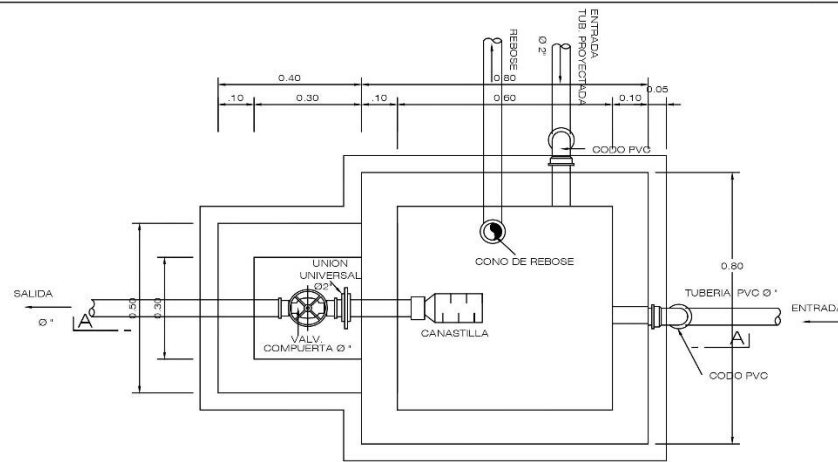 ENTRADA
TUB. PROYECTADA
Ø 2"
REBOSE
0.40
0.80
.10
0.30
.10
0.60
0.10
0.05
CODO PVC
CONO DE REBOSE
UNION
UNIVERSAL
Ø2"
0.80
TUBERIA PVC Ø "
SALIDA
Ø "
ENTRADA
0.50
0.30
A
VALV.
COMPUERTA Ø "
CANASTILLA
A
CODO PVC